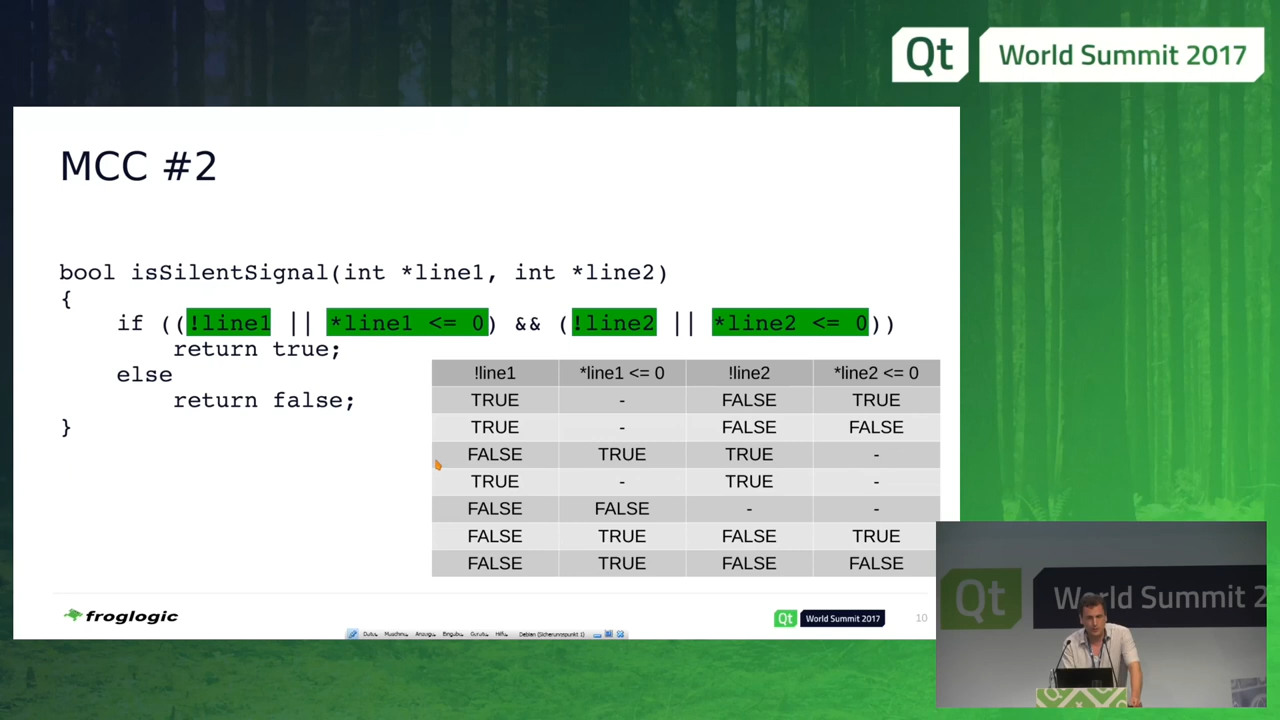 Qt World Summit 2017
MCC #2
bool isSilentSignal(int *line1, int *line2)
{
if ((!line1 || *line1 <= 0) && (!line2 || *line2 <= 0))
return true;
else
return false;
}
!line1 *line1 <= 0 !line2 *line2 <= 0
TRUE - FALSE TRUE
TRUE - FALSE FALSE
FALSE TRUE TRUE -
TRUE - TRUE -
FALSE FALSE - -
FALSE TRUE FALSE TRUE
FALSE TRUE FALSE FALSE
froglogic
Qt World Summit 2017
10
Debian (Sicherungspunkt 1)
Qt World Summit 2